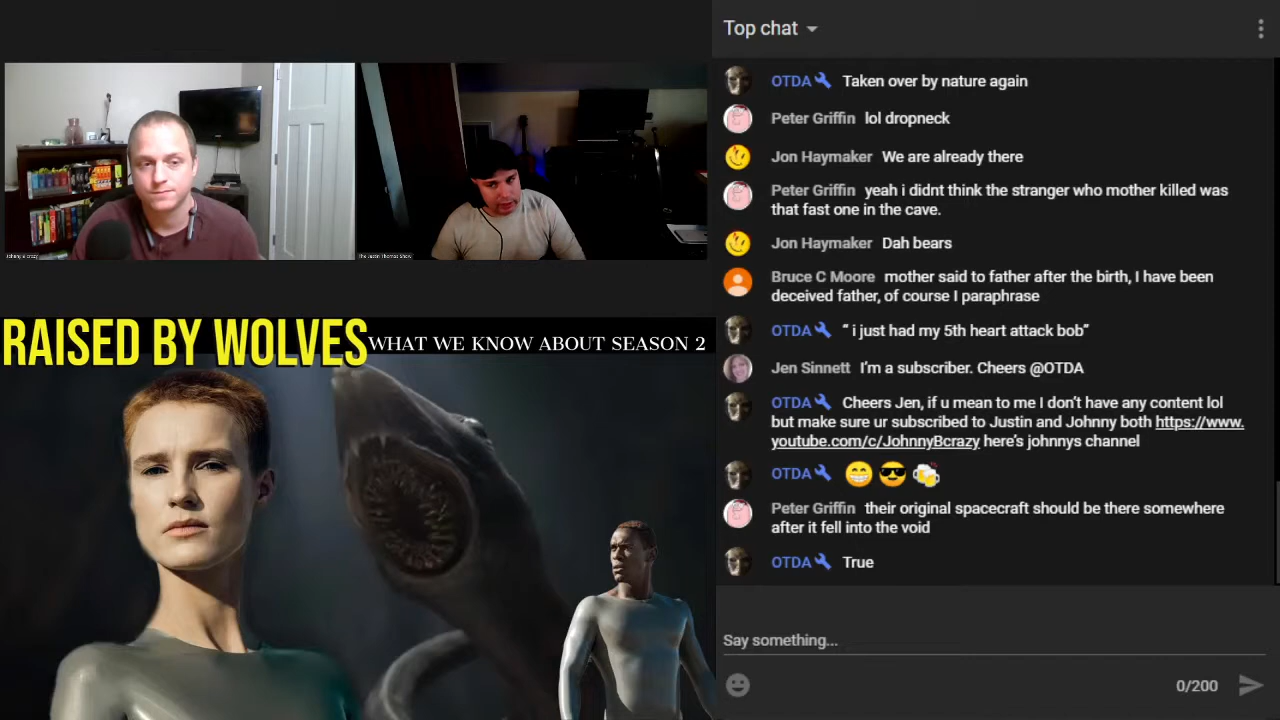 Top chat
OTDA Taken over by nature again
Peter Griffin lol dropneck
Jon Haymaker We are already there
Peter Griffin yeah i didnt think the stranger who mother killed was
that fast one in the cave.
Jon Haymaker Dah bears
Bruce C Moore mother said to father after the birth, I have been
deceived father, of course I paraphrase
OTDA “ i just had my 5th heart attack bob”
Jen Sinnett I'm a subscriber. Cheers @OTDA
OTDA Cheers Jen, if u mean to me I don't have any content lol
but make sure ur subscribed to Justin and Johnny both https://www.
youtube.com/c/JohnnyBcrazy here's johnnys channel
OTDA 😁😎🍻
Peter Griffin their original spacecraft should be there somewhere
after it fell into the void
OTDA True
Say something...
0/200
Johnny B crazy
The Justin Thomas Show
RAISED BY WOLVES
WHAT WE KNOW ABOUT SEASON 2